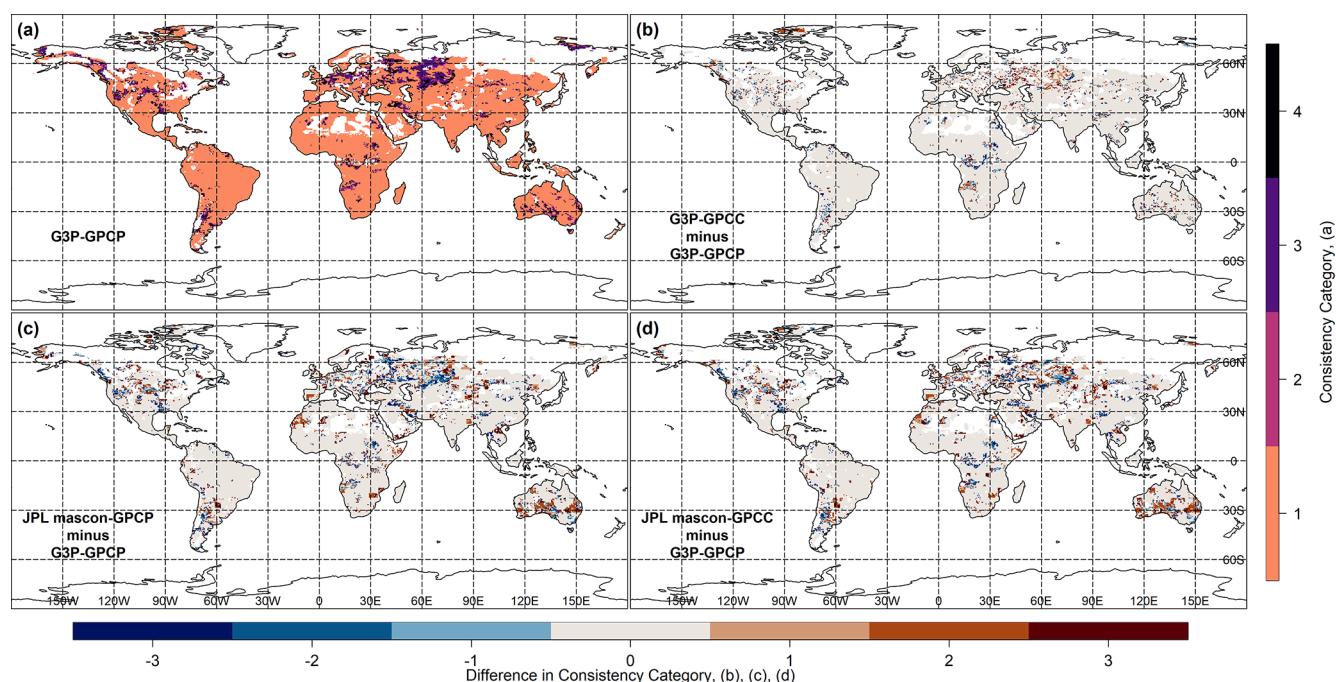 (a)
G3P-GPCP
(b)
G3P-GPCC
minus
G3P-GPCP
60N
30N
0
30S
60S
(c)
JPL mascon-GPCP
minus
G3P-GPCP
150W 120W 90W 60W 30W 0 30E 60E 90E 120E 150E
(d)
JPL mascon-GPCC
minus
G3P-GPCP
60N
30N
0
30S
60S
150W 120W 90W 60W 30W 0 30E 60E 90E 120E 150E
4
3
2
1
Consistency Category, (a)
-3 -2 -1 0 1 2 3
Difference in Consistency Category, (b), (c), (d)